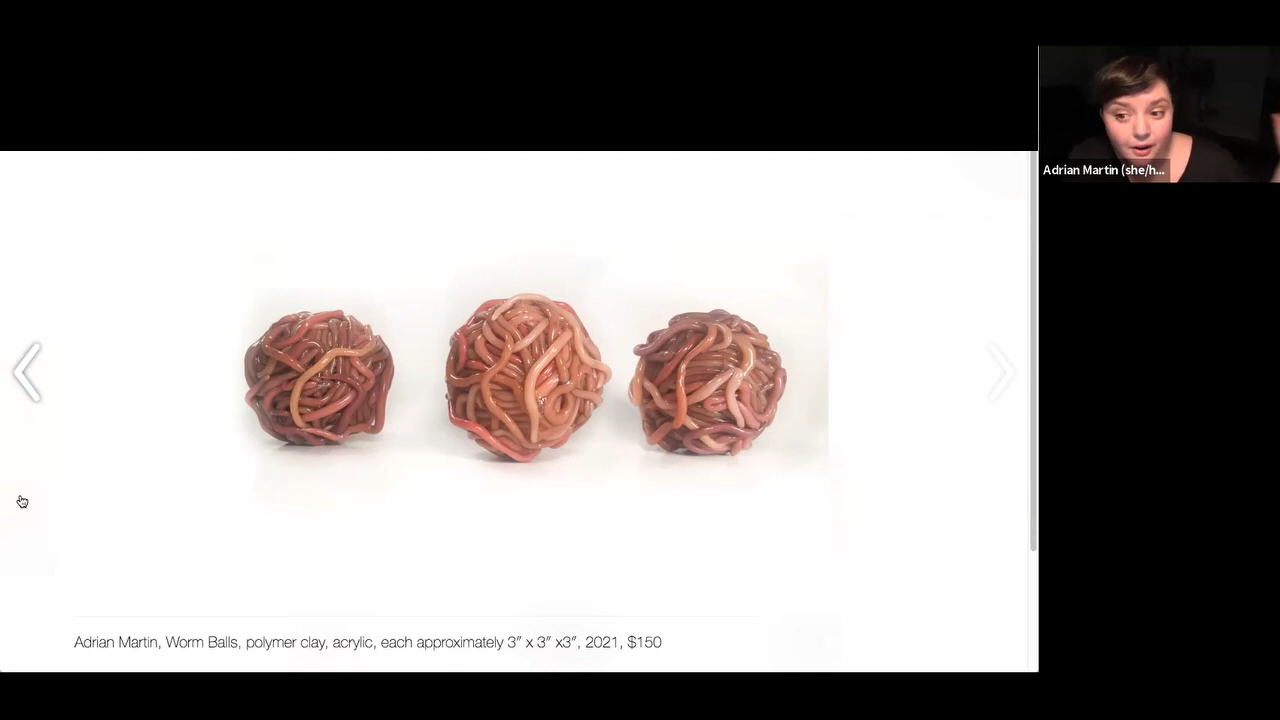 Adrian Martin (she/h...
Adrian Martin, Worm Balls, polymer clay, acrylic, each approximately 3” x 3” x3”, 2021, $150